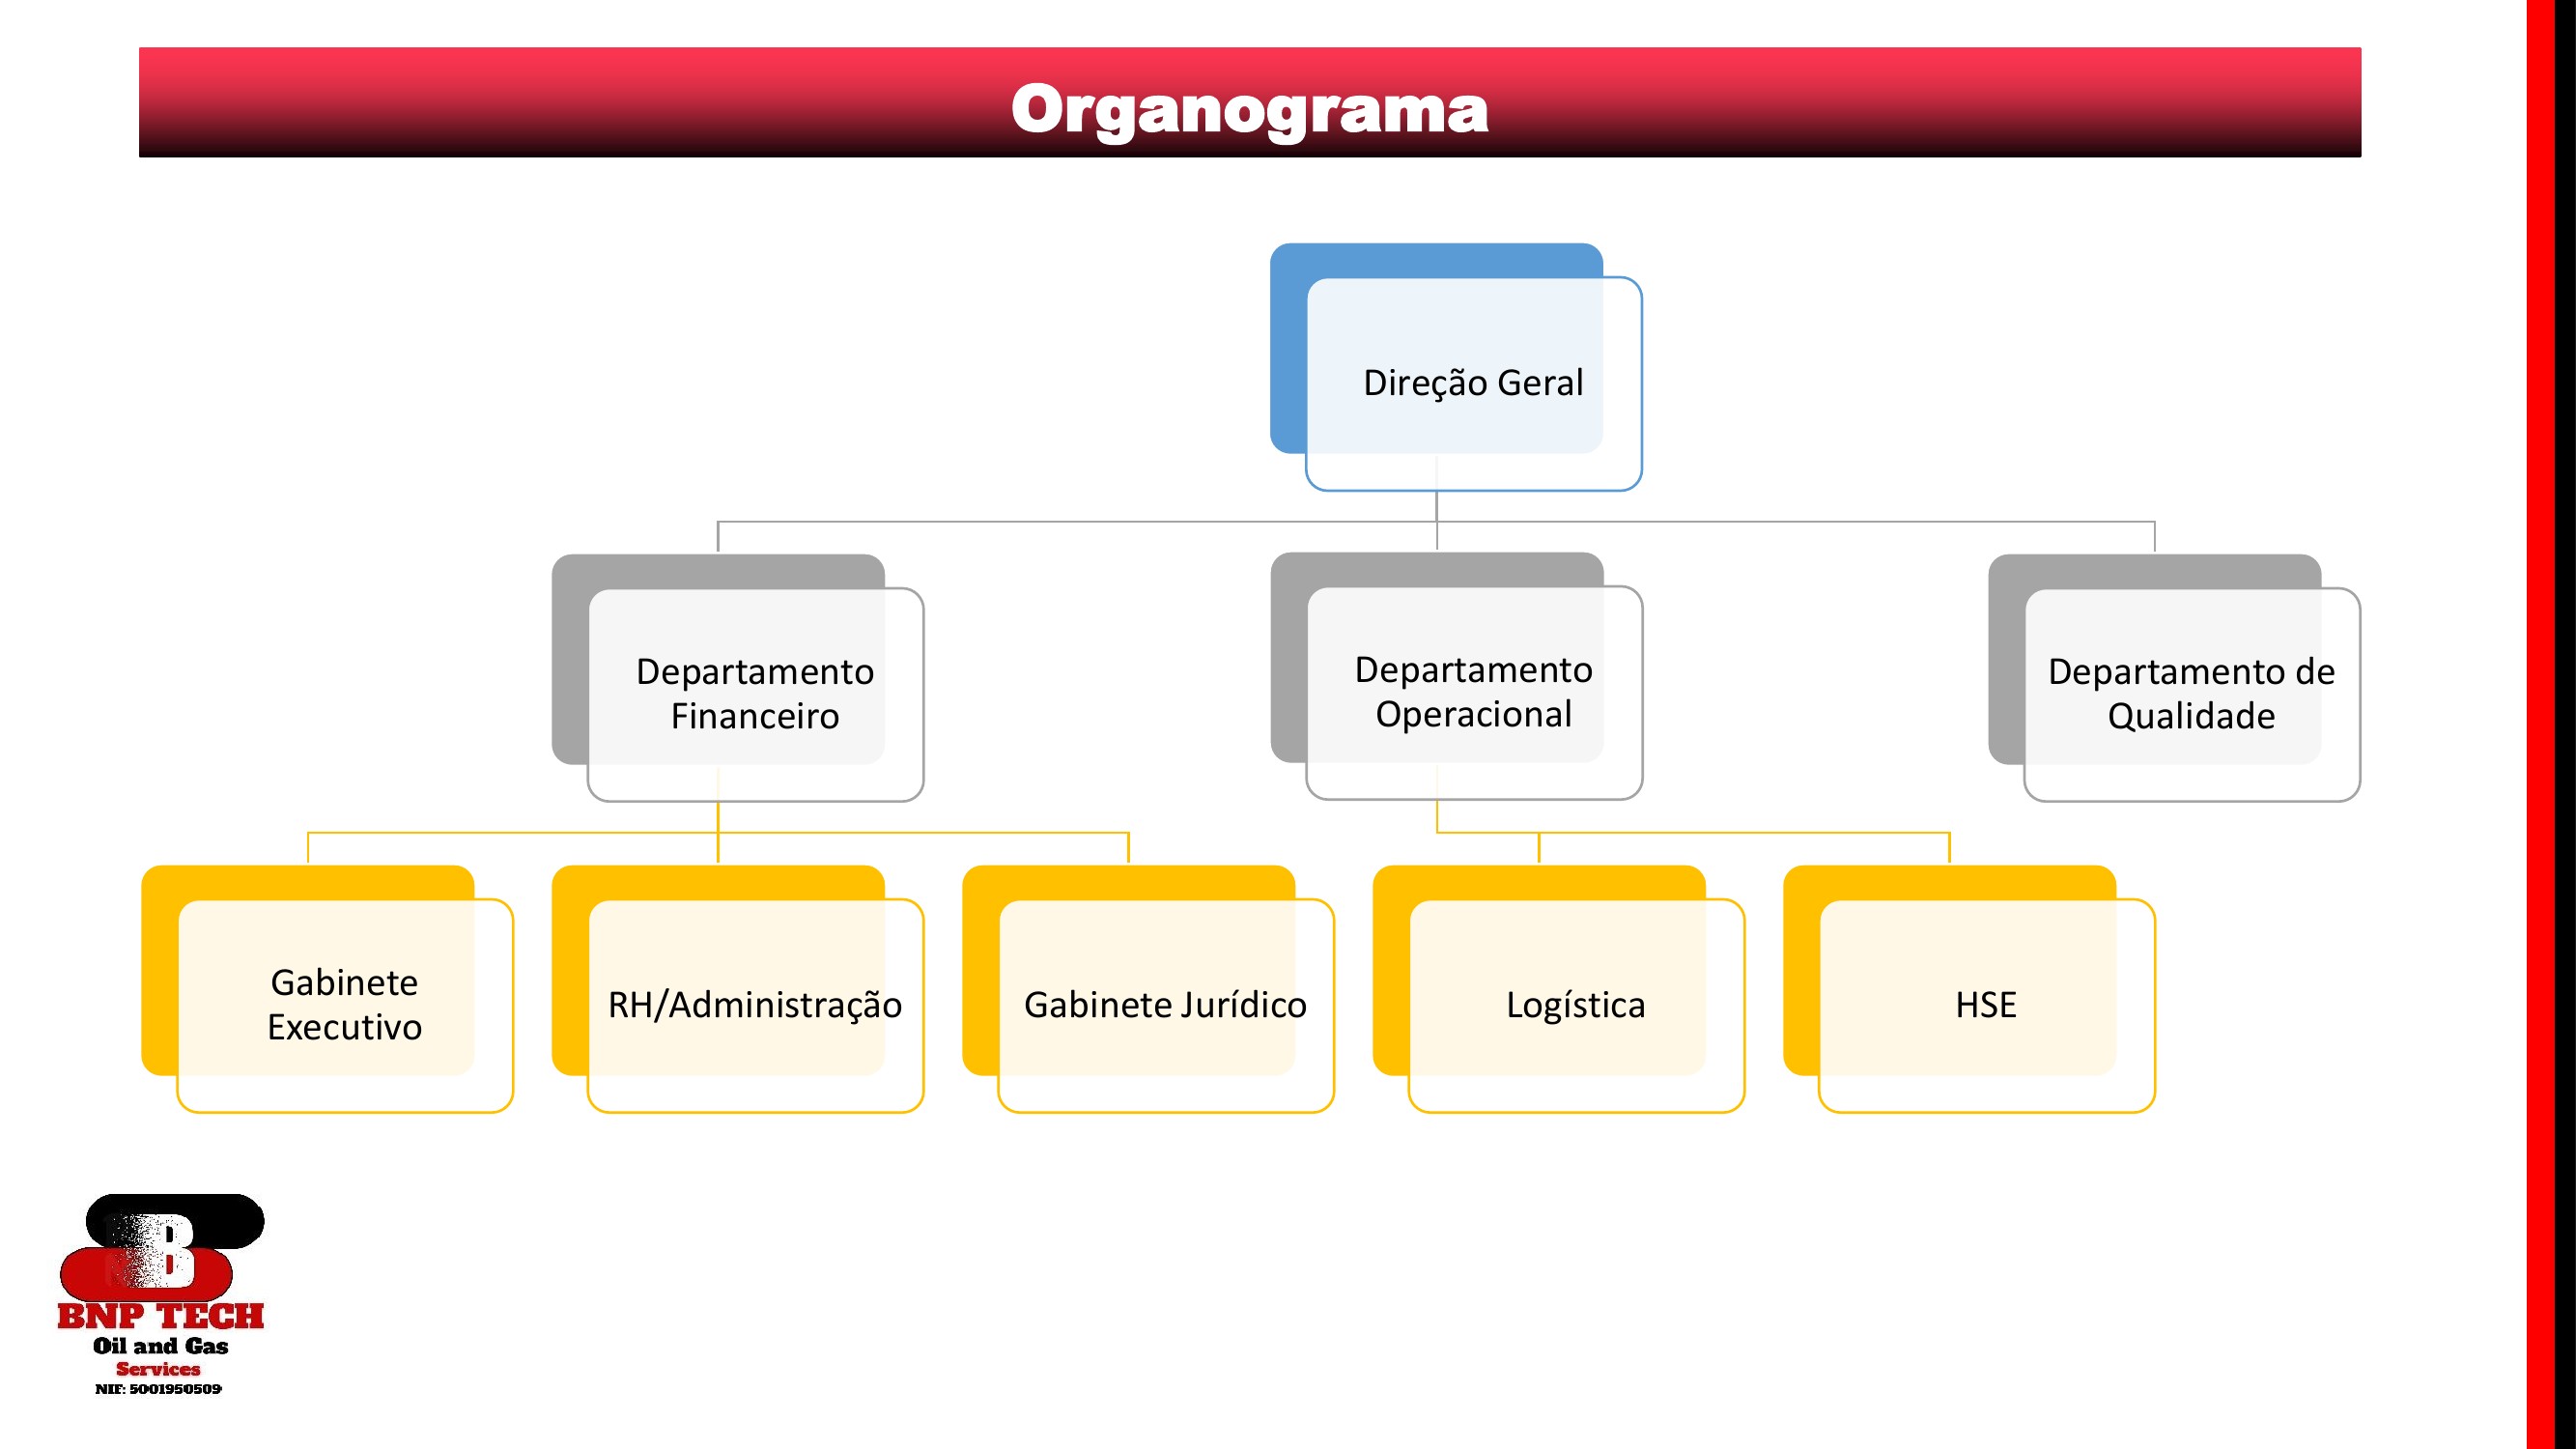 Organograma
Direção Geral
Departamento
Financeiro
Departamento
Operacional
Departamento de
Qualidade
Gabinete
Executivo
RH/Administração
Gabinete Jurídico
Logística
HSE
B
BNP TECH
Oil and Gas
Services
NIF: 5001950509